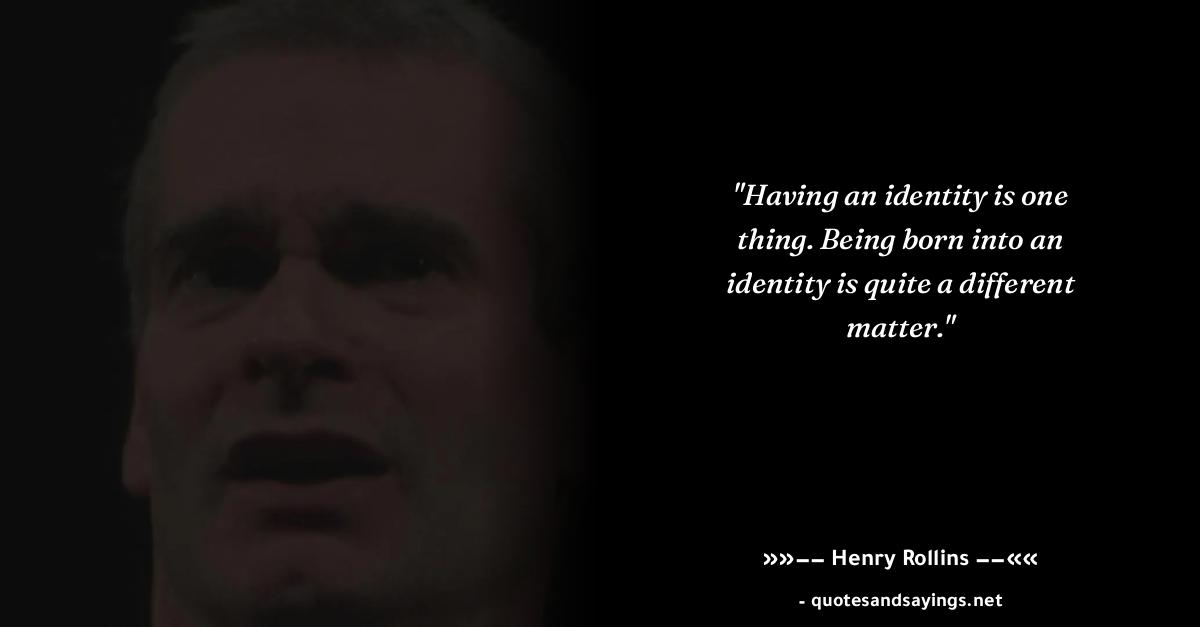 "Having an identity is one
thing. Being born into an
identity is quite a different
matter."
»»−− Henry Rollins −−««
- quotesandsayings.net